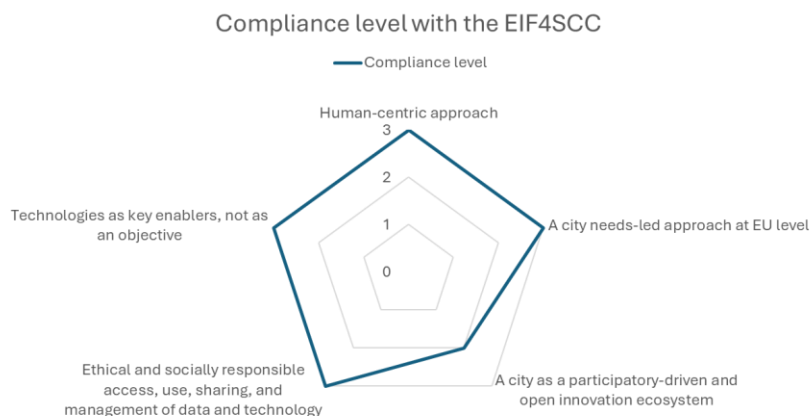 Compliance level with the EIF4SCC
Compliance level
Human-centric approach
3
2
1
0
A city needs-led approach at EU level
A city as a participatory-driven and
open innovation ecosystem
Ethical and socially responsible
access, use, sharing, and
management of data and technology
Technologies as key enablers, not as
an objective